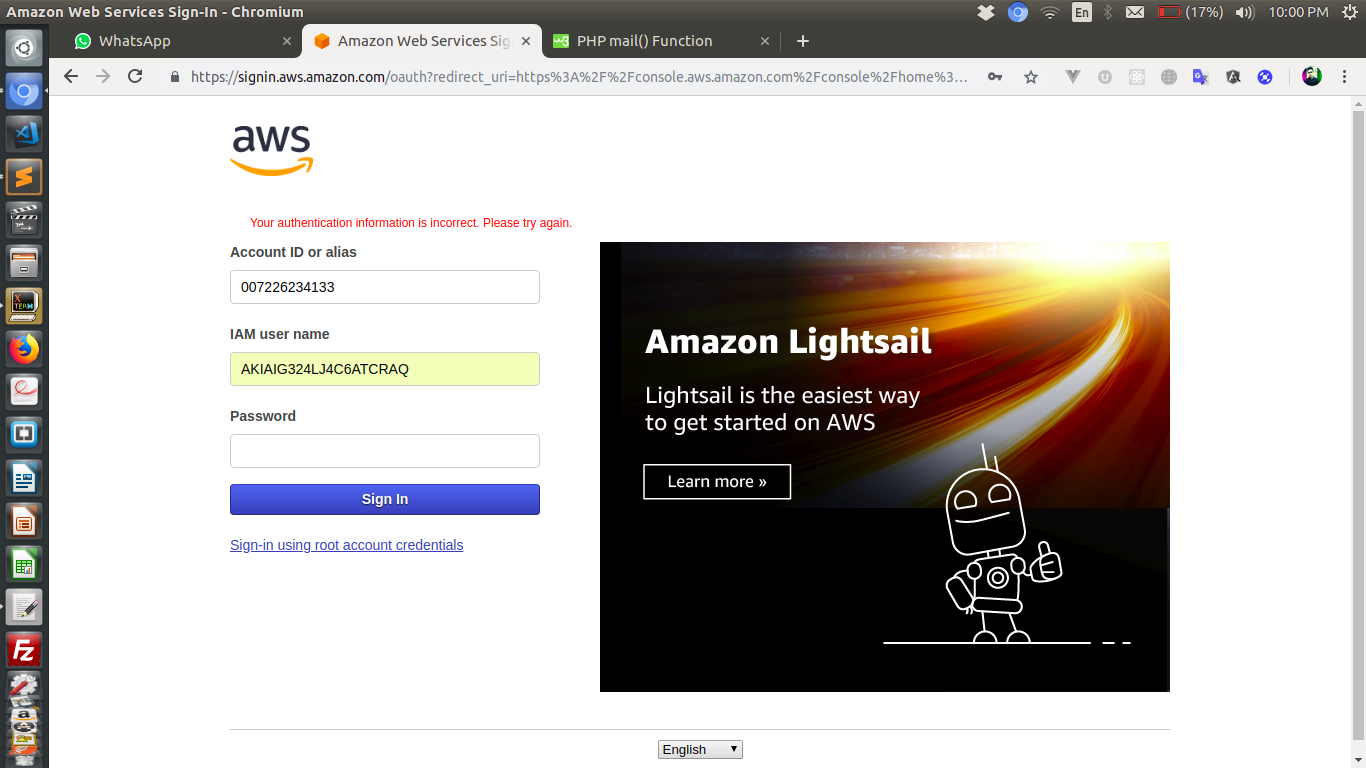 Amazon Web Services Sign-In - Chromium
En
(17%)
10:00 PM
WhatsApp
Amazon Web Services Sig
PHP mail() Function
https://signin.aws.amazon.com/oauth?redirect_uri=https%3A%2F%2Fconsole.aws.amazon.com%2Fconsole%2Fhome%3...
aws
Your authentication information is incorrect. Please try again.
Account ID or alias
007226234133
IAM user name
AKIAIG324LJ4C6ATCRAQ
Password
Sign In
Sign-in using root account credentials
Amazon Lightsail
Lightsail is the easiest way
to get started on AWS
Learn more »
English